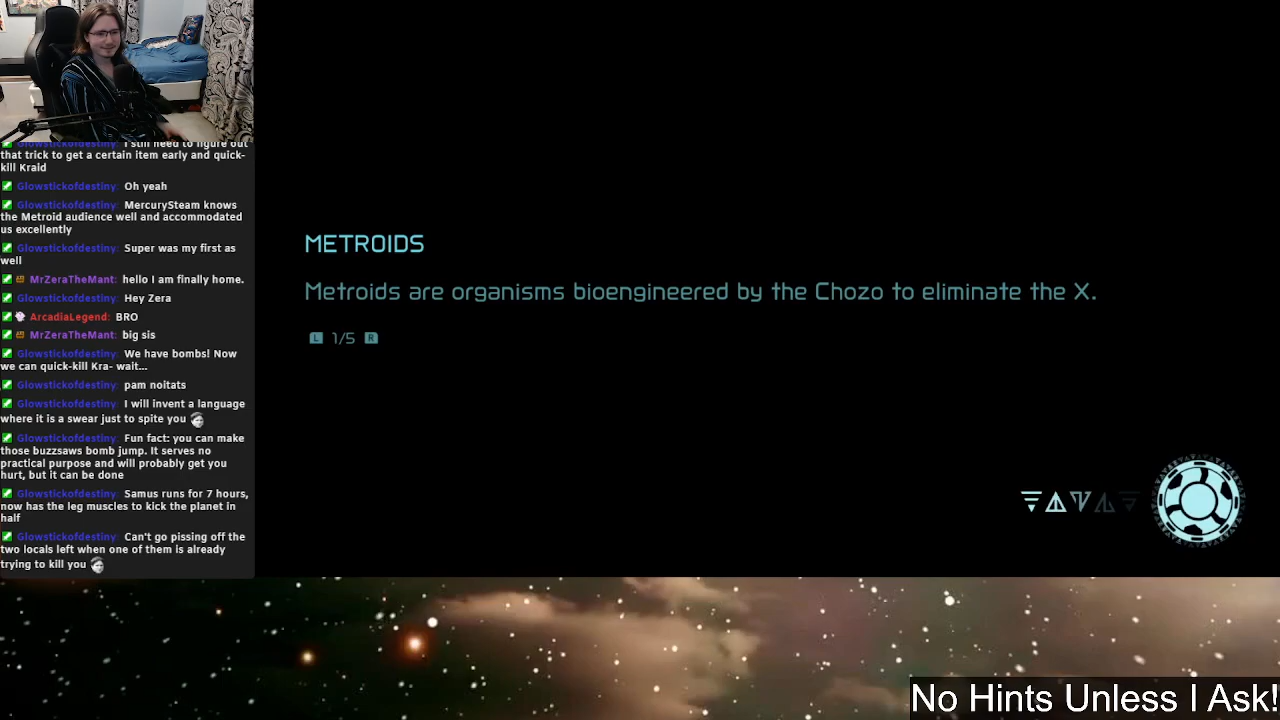 Glowstickofdestiny: I still need to figure out
that trick to get a certain item early and quick-
kill Kraid
Glowstickofdestiny: Oh yeah
Glowstickofdestiny: MercurySteam knows
the Metroid audience well and accommodated
us excellently
Glowstickofdestiny: Super was my first as
well
MrZeraTheMant: hello I am finally home.
Glowstickofdestiny: Hey Zera
ArcadiaLegend: BRO
MrZeraTheMant: big sis
Glowstickofdestiny: We have bombs! Now
we can quick-kill Kra- wait...
Glowstickofdestiny: pam noitats
Glowstickofdestiny: I will invent a language
where it is a swear just to spite you
Glowstickofdestiny: Fun fact: you can make
those buzzsaws bomb jump. It serves no
practical purpose and will probably get you
hurt, but it can be done
Glowstickofdestiny: Samus runs for 7 hours,
now has the leg muscles to kick the planet in
half
Glowstickofdestiny: Can't go pissing off the
two locals left when one of them is already
trying to kill you
METROIDS
Metroids are organisms bioengineered by the Chozo to eliminate the X.
L 1/5 R
No Hints Unless I Ask!